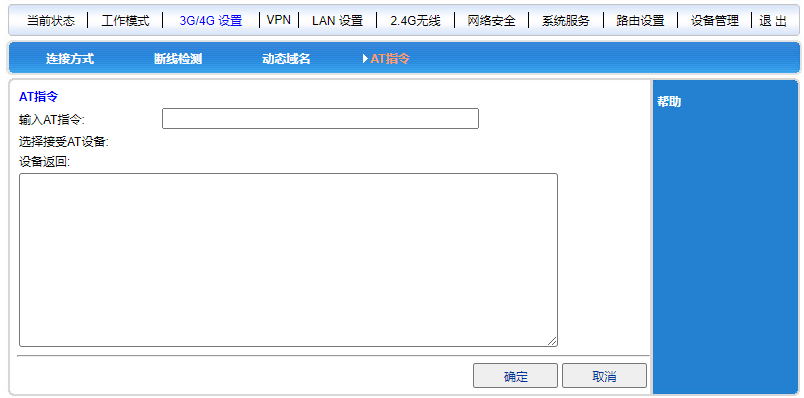 当前状态 工作模式 3G/4G 设置 VPN LAN 设置 2.4G无线 网络安全 系统服务 路由设置 设备管理 退 出
连接方式 断线检测 动态域名 AT指令
AT指令
帮助
输入AT指令:
选择接受AT设备:
设备返回:
确定 取消